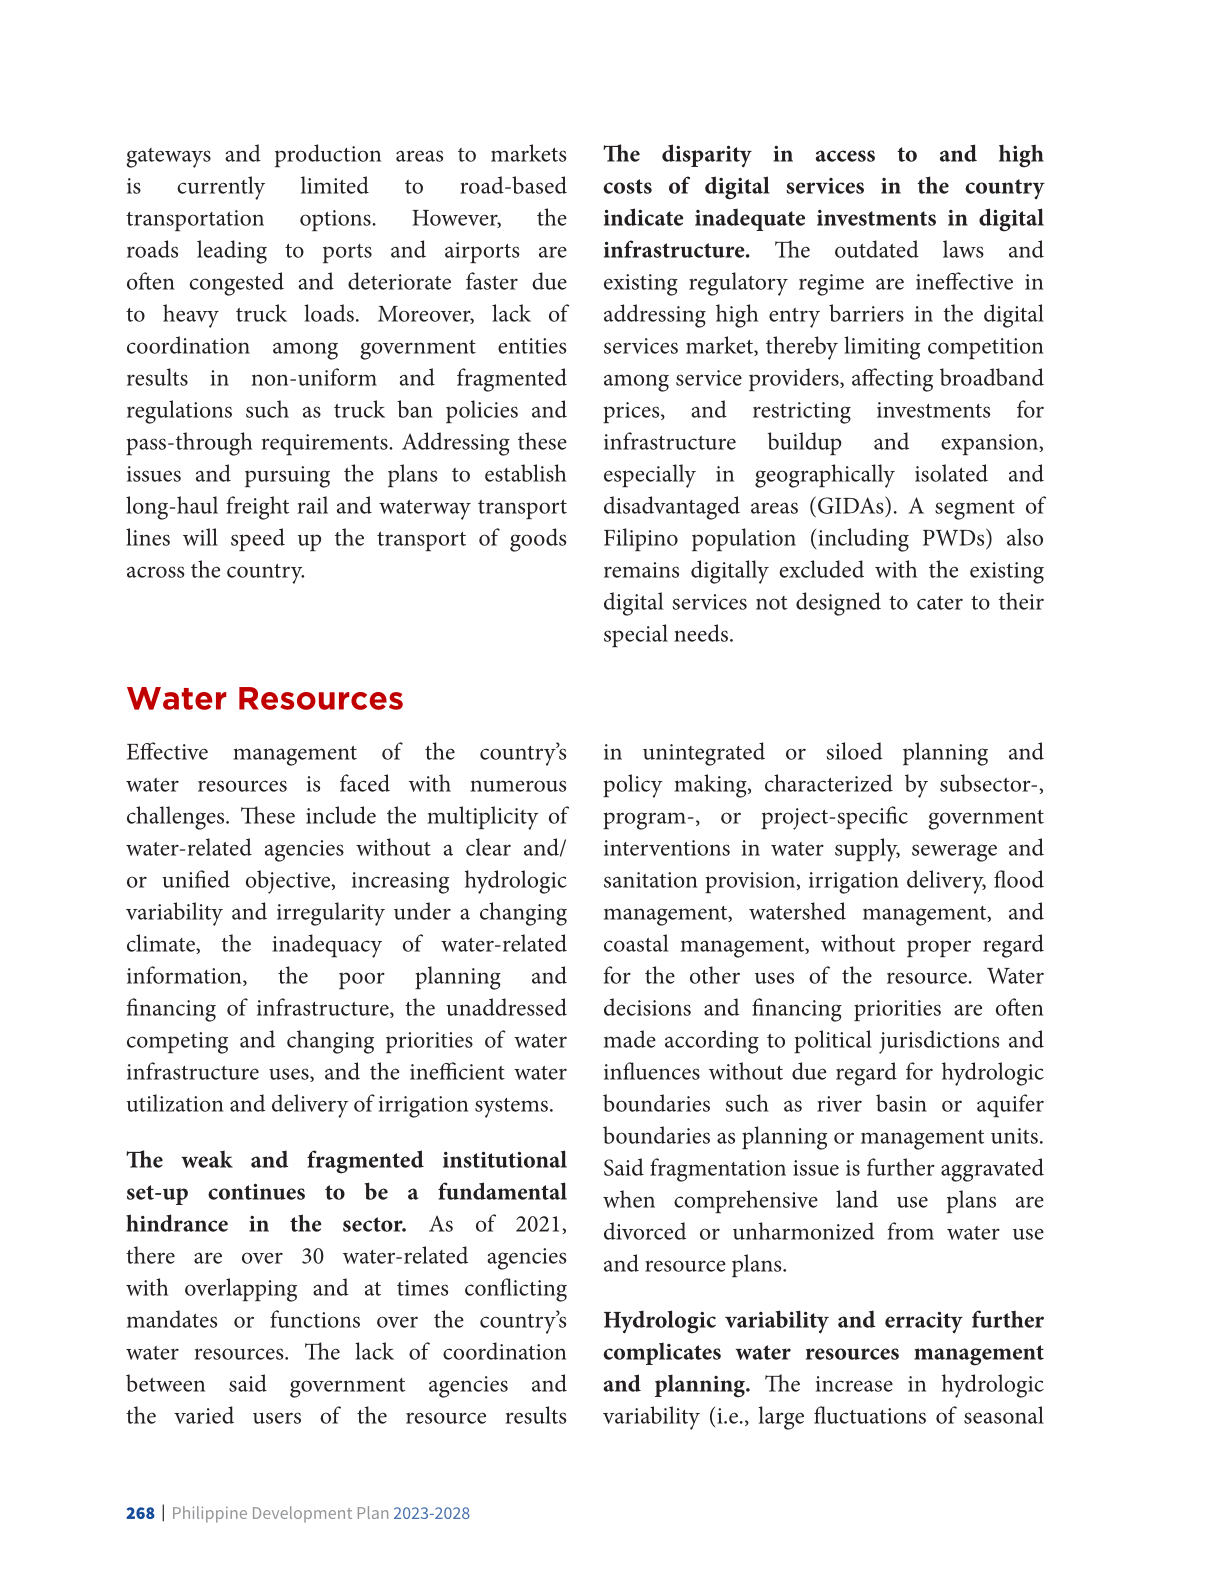 gateways and production areas to markets
is currently limited to road-based
transportation options. However, the
roads leading to ports and airports are
often congested and deteriorate faster due
to heavy truck loads. Moreover, lack of
coordination among government entities
results in non-uniform and fragmented
regulations such as truck ban policies and
pass-through requirements. Addressing these
issues and pursuing the plans to establish
long-haul freight rail and waterway transport
lines will speed up the transport of goods
across the country.
The disparity in access to and high
costs of digital services in the country
indicate inadequate investments in digital
infrastructure. The outdated laws and
existing regulatory regime are ineffective in
addressing high entry barriers in the digital
services market, thereby limiting competition
among service providers, affecting broadband
prices, and restricting investments for
infrastructure buildup and expansion,
especially in geographically isolated and
disadvantaged areas (GIDAs). A segment of
Filipino population (including PWDs) also
remains digitally excluded with the existing
digital services not designed to cater to their
special needs.
Water Resources
Effective management of the country’s
water resources is faced with numerous
challenges. These include the multiplicity of
water-related agencies without a clear and/
or unified objective, increasing hydrologic
variability and irregularity under a changing
climate, the inadequacy of water-related
information, the poor planning and
financing of infrastructure, the unaddressed
competing and changing priorities of water
infrastructure uses, and the inefficient water
utilization and delivery of irrigation systems.
The weak and fragmented institutional
set-up continues to be a fundamental
hindrance in the sector. As of 2021,
there are over 30 water-related agencies
with overlapping and at times conflicting
mandates or functions over the country’s
water resources. The lack of coordination
between said government agencies and
the varied users of the resource results
in unintegrated or siloed planning and
policy making, characterized by subsector-,
program-, or project-specific government
interventions in water supply, sewerage and
sanitation provision, irrigation delivery, flood
management, watershed management, and
coastal management, without proper regard
for the other uses of the resource. Water
decisions and financing priorities are often
made according to political jurisdictions and
influences without due regard for hydrologic
boundaries such as river basin or aquifer
boundaries as planning or management units.
Said fragmentation issue is further aggravated
when comprehensive land use plans are
divorced or unharmonized from water use
and resource plans.
Hydrologic variability and erracity further
complicates water resources management
and planning. The increase in hydrologic
variability (i.e., large fluctuations of seasonal
268 | Philippine Development Plan 2023-2028